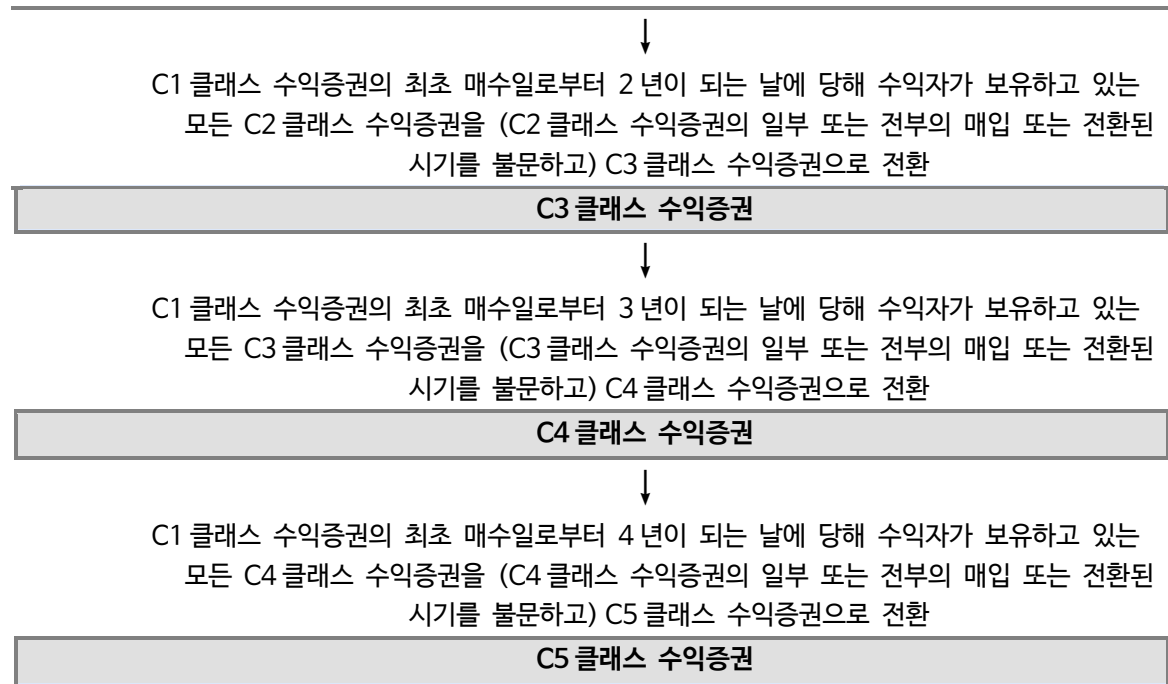 ↓
C1 클래스 수익증권의 최초 매수일로부터 2 년이 되는 날에 당해 수익자가 보유하고 있는
모든 C2 클래스 수익증권을 (C2 클래스 수익증권의 일부 또는 전부의 매입 또는 전환된
시기를 불문하고) C3 클래스 수익증권으로 전환
C3 클래스 수익증권
↓
C1 클래스 수익증권의 최초 매수일로부터 3 년이 되는 날에 당해 수익자가 보유하고 있는
모든 C3 클래스 수익증권을 (C3 클래스 수익증권의 일부 또는 전부의 매입 또는 전환된
시기를 불문하고) C4 클래스 수익증권으로 전환
C4 클래스 수익증권
↓
C1 클래스 수익증권의 최초 매수일로부터 4 년이 되는 날에 당해 수익자가 보유하고 있는
모든 C4 클래스 수익증권을 (C4 클래스 수익증권의 일부 또는 전부의 매입 또는 전환된
시기를 불문하고) C5 클래스 수익증권으로 전환
C5 클래스 수익증권